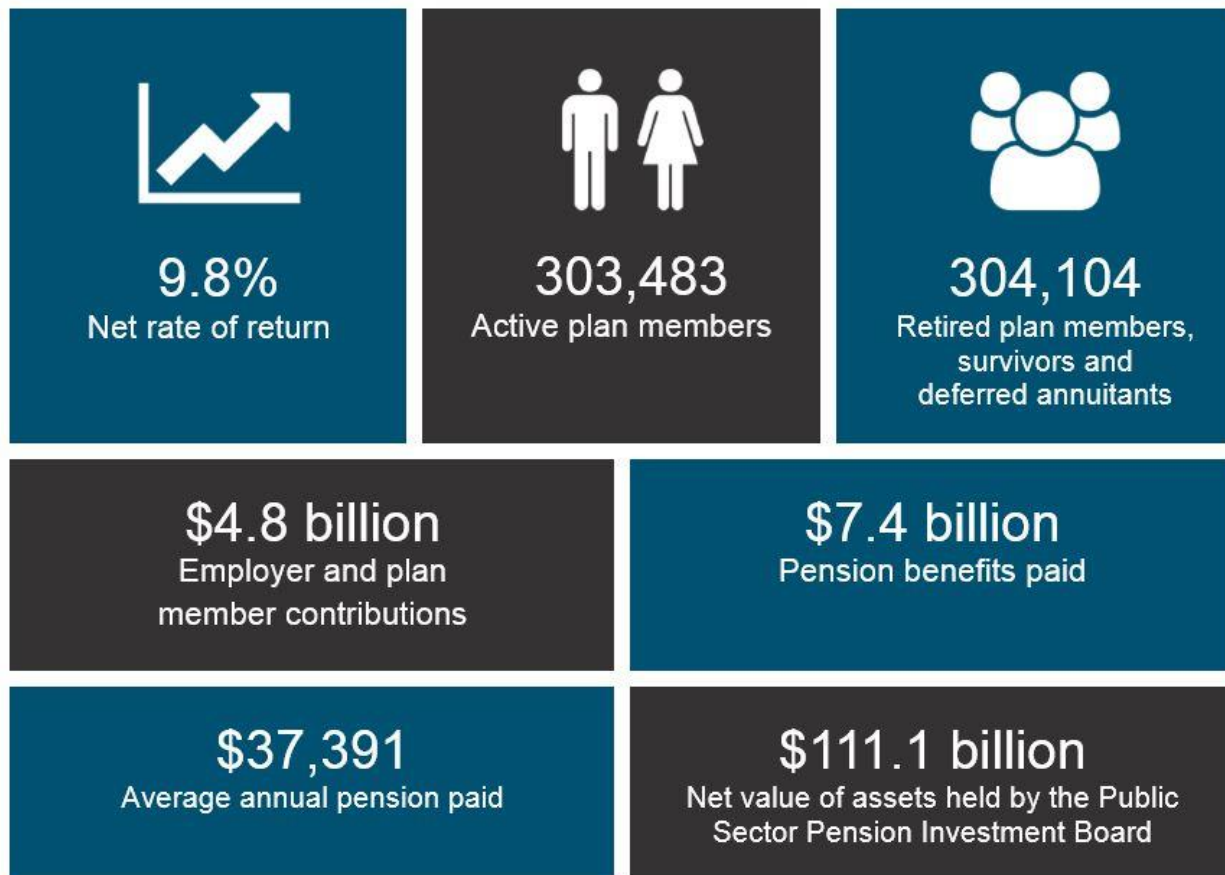 9.8%
Net rate of return
303,483
Active plan members
304,104
Retired plan members,
survivors and
deferred annuitants
$4.8 billion
Employer and plan
member contributions
$7.4 billion
Pension benefits paid
$37,391
Average annual pension paid
$111.1 billion
Net value of assets held by the Public
Sector Pension Investment Board